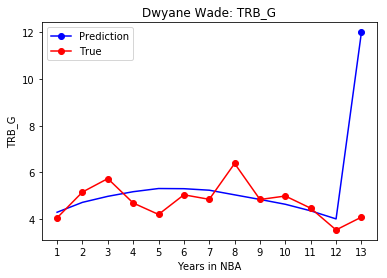 Dwyane Wade: TRB_G
Prediction
True
TRB_G
12
10
8
6
4
1 2 3 4 5 6 7 8 9 10 11 12 13
Years in NBA